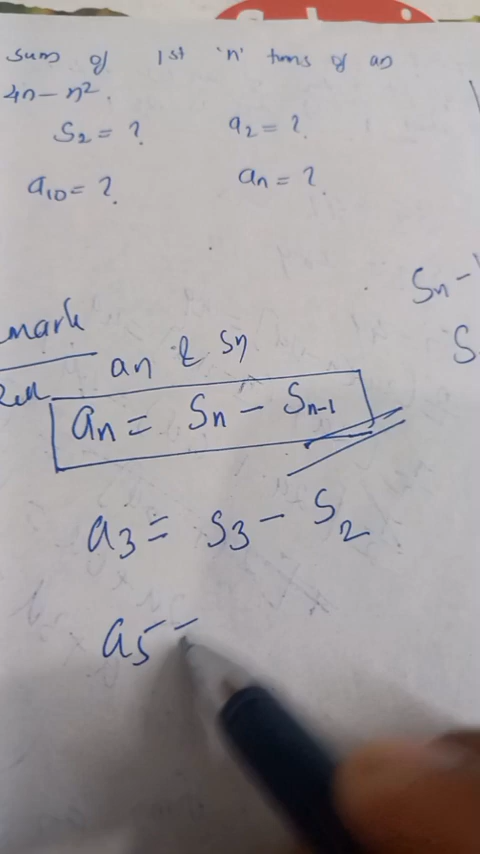 sum of 1st 'n' tms of an
4n - n².
S₂ = ? a₂ = ?
a₁₀ = ? aₙ = ?
Sₙ -
mark
S
aₙ & Sₙ
aₙ = Sₙ - Sₙ₋₁
a₃ = S₃ - S₂
a₅ =